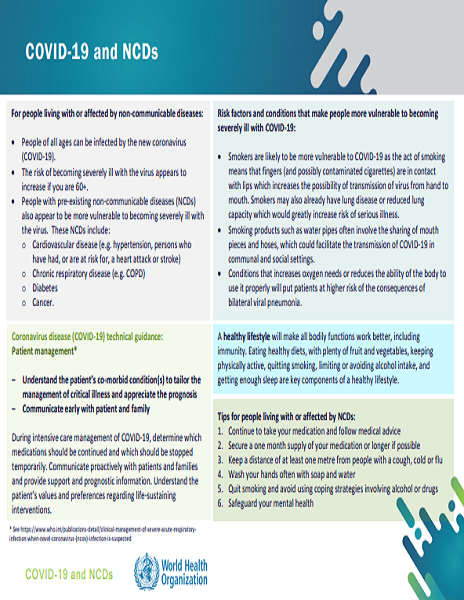 COVID-19 and NCDs
For people living with or affected by non-communicable diseases:
• People of all ages can be infected by the new coronavirus
(COVID-19).
• The risk of becoming severely ill with the virus appears to
increase if you are 60+.
• People with pre-existing non-communicable diseases (NCDs)
also appear to be more vulnerable to becoming severely ill with
the virus. These NCDs include:
o Cardiovascular disease (e.g. hypertension, persons who
have had, or are at risk for, a heart attack or stroke)
o Chronic respiratory disease (e.g. COPD)
o Diabetes
o Cancer.
Risk factors and conditions that make people more vulnerable to becoming
severely ill with COVID-19:
• Smokers are likely to be more vulnerable to COVID-19 as the act of smoking
means that fingers (and possibly contaminated cigarettes) are in contact
with lips which increases the possibility of transmission of virus from hand to
mouth. Smokers may also already have lung disease or reduced lung
capacity which would greatly increase risk of serious illness.
• Smoking products such as water pipes often involve the sharing of mouth
pieces and hoses, which could facilitate the transmission of COVID-19 in
communal and social settings.
• Conditions that increase oxygen needs or reduces the ability of the body to
use it properly will put patients at higher risk of the consequences of
bilateral viral pneumonia.
Coronavirus disease (COVID-19) technical guidance:
Patient management*
– Understand the patient's co-morbid condition(s) to tailor the
management of critical illness and appreciate the prognosis
– Communicate early with patient and family
During intensive care management of COVID-19, determine which
medications should be continued and which should be stopped
temporarily. Communicate proactively with patients and families
and provide support and prognostic information. Understand the
patient's values and preferences regarding life-sustaining
interventions.
A healthy lifestyle will make all bodily functions work better, including
immunity. Eating healthy diets, with plenty of fruit and vegetables, keeping
physically active, quitting smoking, limiting or avoiding alcohol intake, and
getting enough sleep are key components of a healthy lifestyle.
Tips for people living with or affected by NCDs:
1. Continue to take your medication and follow medical advice
2. Secure a one month supply of your medication or longer if possible
3. Keep a distance of at least one metre from people with a cough, cold or flu
4. Wash your hands often with soap and water
5. Quit smoking and avoid using coping strategies involving alcohol or drugs
6. Safeguard your mental health
* See https://www.who.int/publications-detail/clinical-management-of-severe-acute-respiratory-
infection-when-novel-coronavirus-(ncov)-infection-is-suspected
COVID-19 and NCDs
World Health
Organization